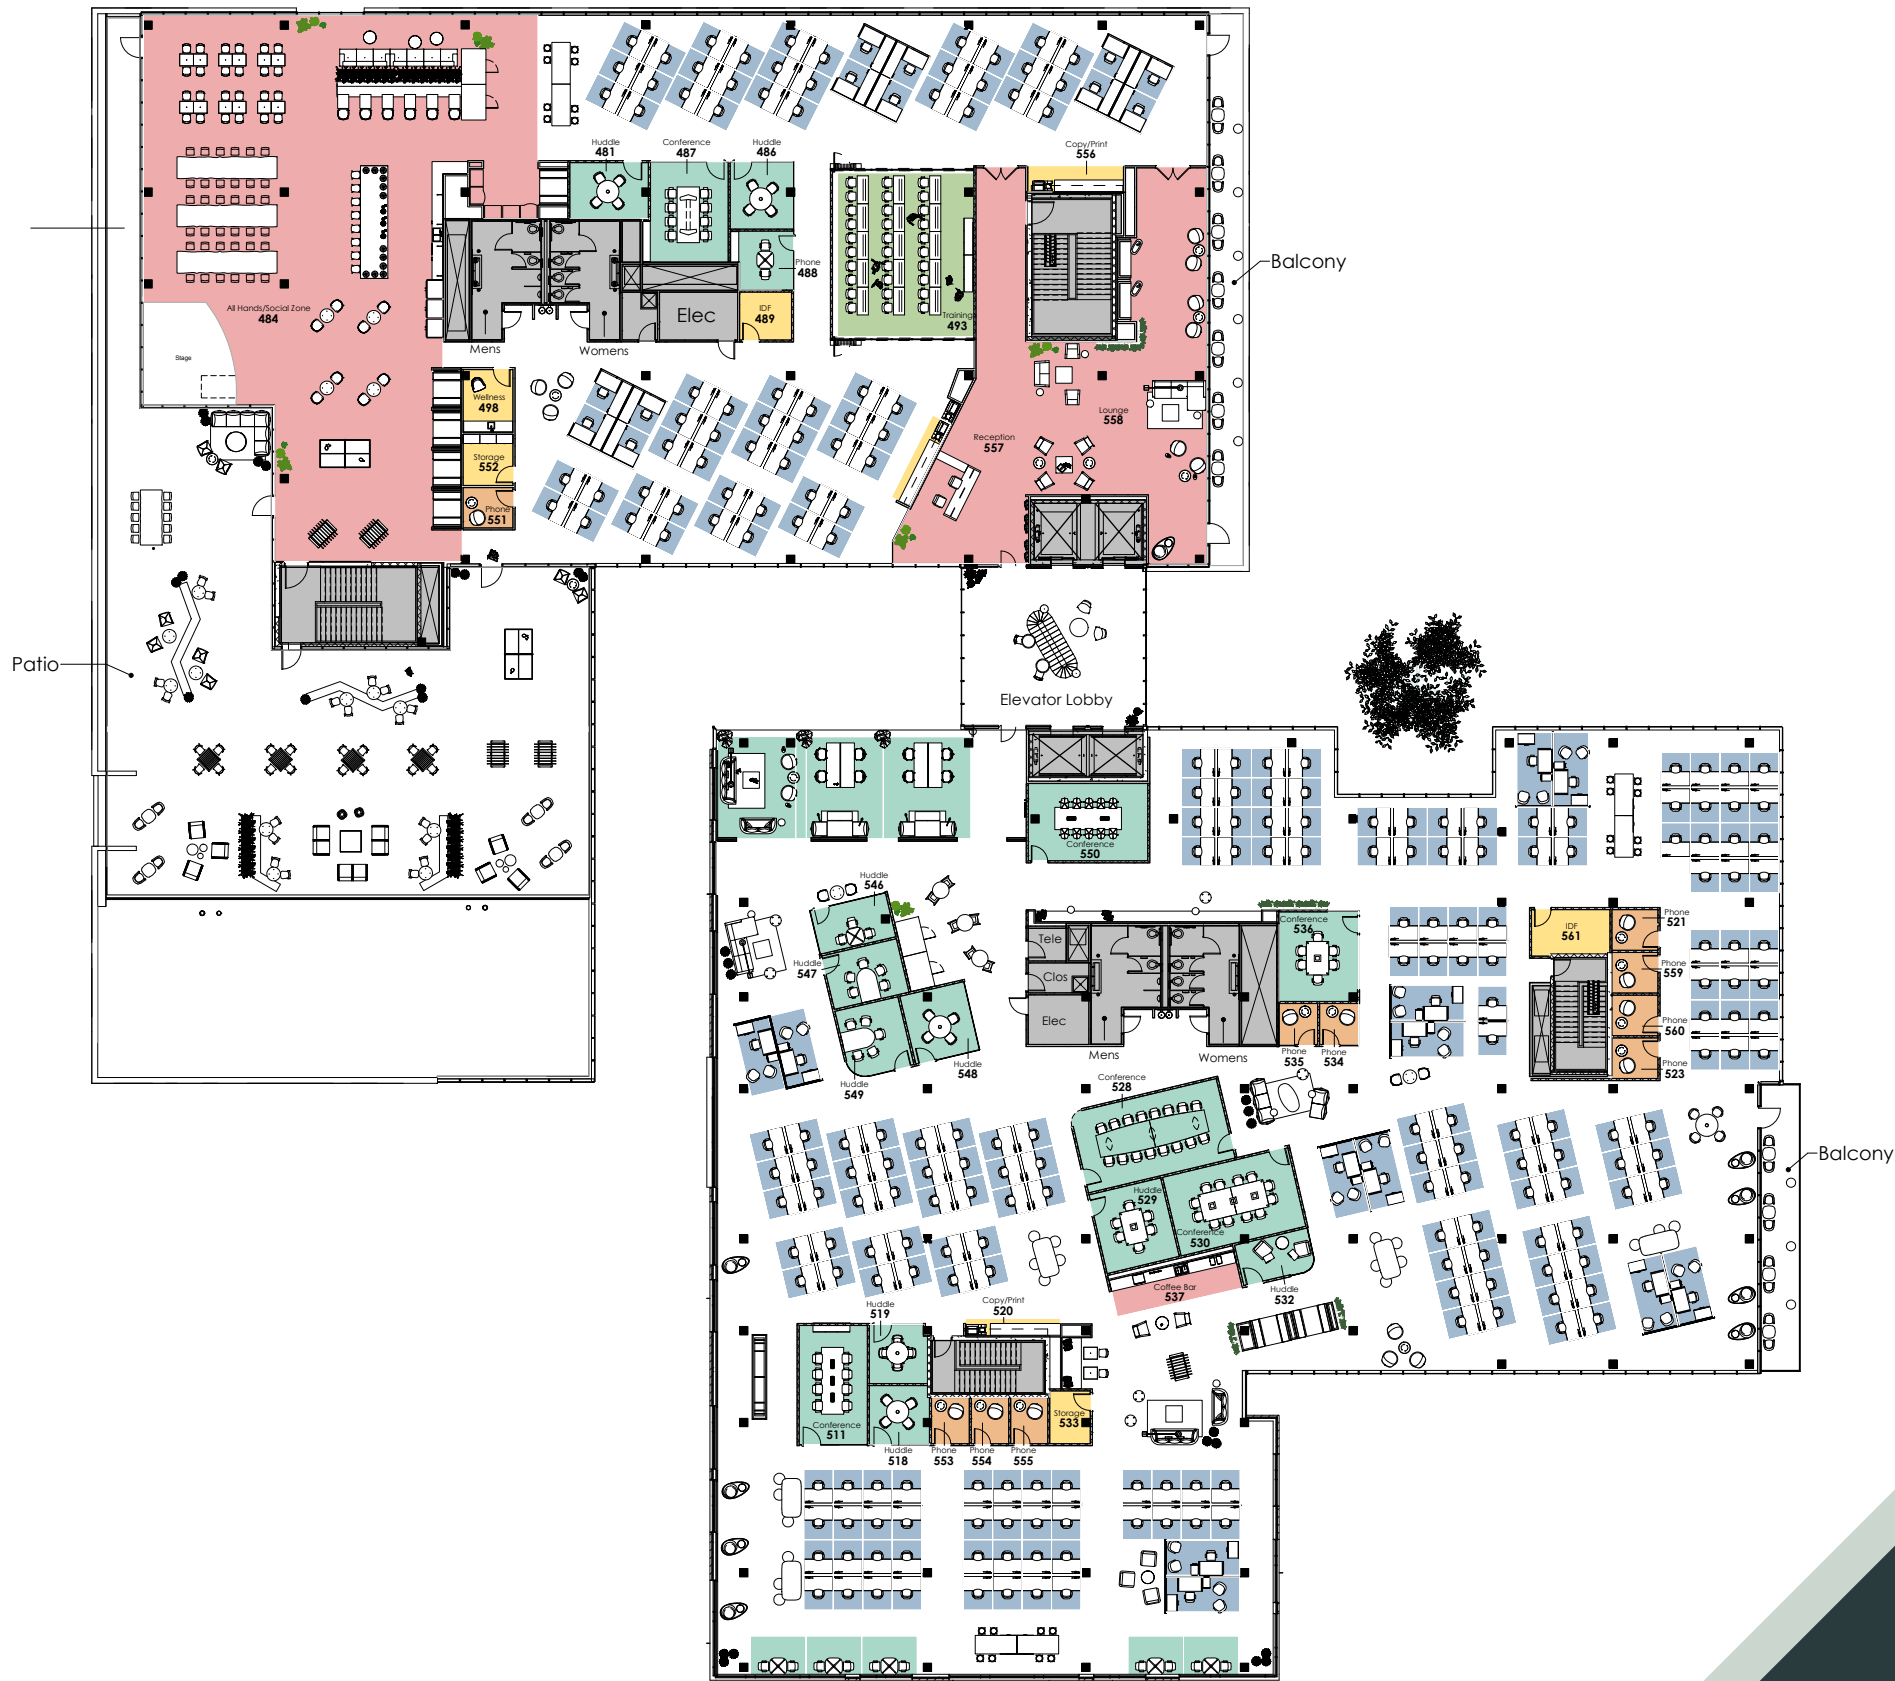 Huddle
481
Conference
487
Huddle
486
Copy/Print
556
Phone
488
Balcony
All Hands/Social Zone
484
IDF
489
Elec
Training
493
Mens
Womens
Stage
Wellness
498
Lounge
558
Reception
557
Storage
552
Phone
551
Patio
Elevator Lobby
Conference
550
Huddle
546
Conference
536
IDF
561
Phone
521
Tele
Huddle
547
Phone
559
Clos
Elec
Phone
560
Mens
Womens
Phone
535
Phone
534
Huddle
548
Phone
523
Huddle
549
Conference
528
Balcony
Huddle
529
Conference
530
Coffee Bar
537
Huddle
532
Copy/Print
520
Huddle
519
Conference
511
Storage
533
Huddle
518
Phone
553
Phone
554
Phone
555